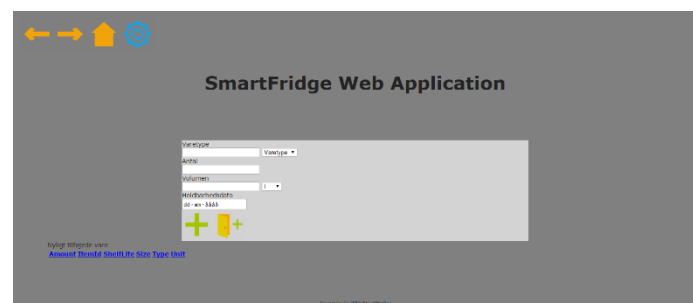 SmartFridge Web Application
Varetype
Varetype
Antal
Volumen
l
Holdbarhedsdato
dd-mm-åååå
Nyligt tilføjede vare
Amount ItemId ShelfLife Size Type Unit